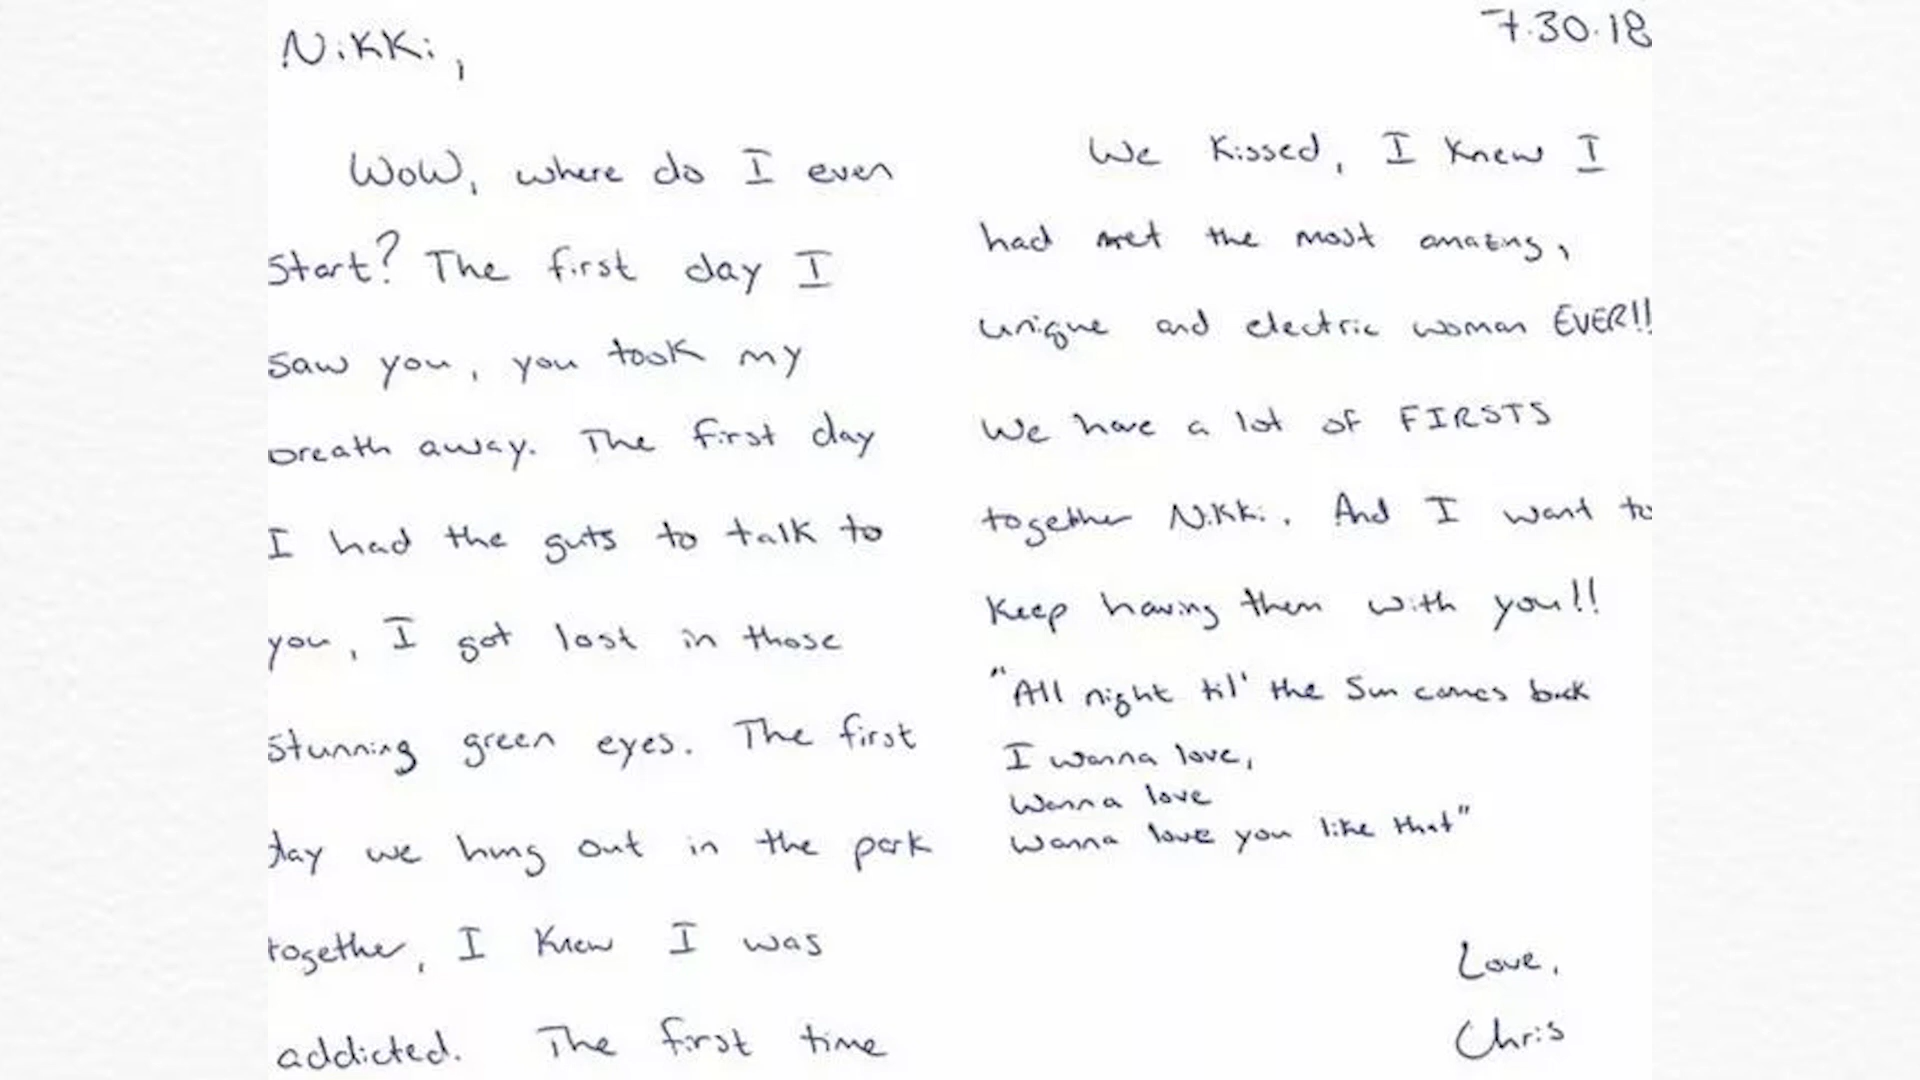 Nikki,
Wow, where do I even
start? The first day I
saw you, you took my
breath away. The first day
I had the guts to talk to
you, I got lost in those
stunning green eyes. The first
day we hung out in the park
together, I knew I was
addicted. The first time
7.30.18
We kissed, I knew I
had met the most amazing,
unique and electric woman EVER!!
We have a lot of FIRSTS
together Nikki. And I want to
keep having them with you!!
"All night til' the sun comes back
I wanna love,
wanna love
wanna love you like that"
Love,
Chris